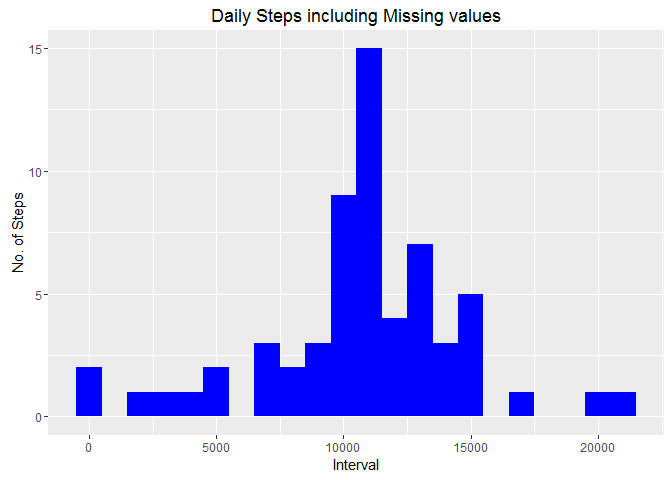 Daily Steps including Missing values
15
10
5
0
No. of Steps
0 5000 10000 15000 20000
Interval